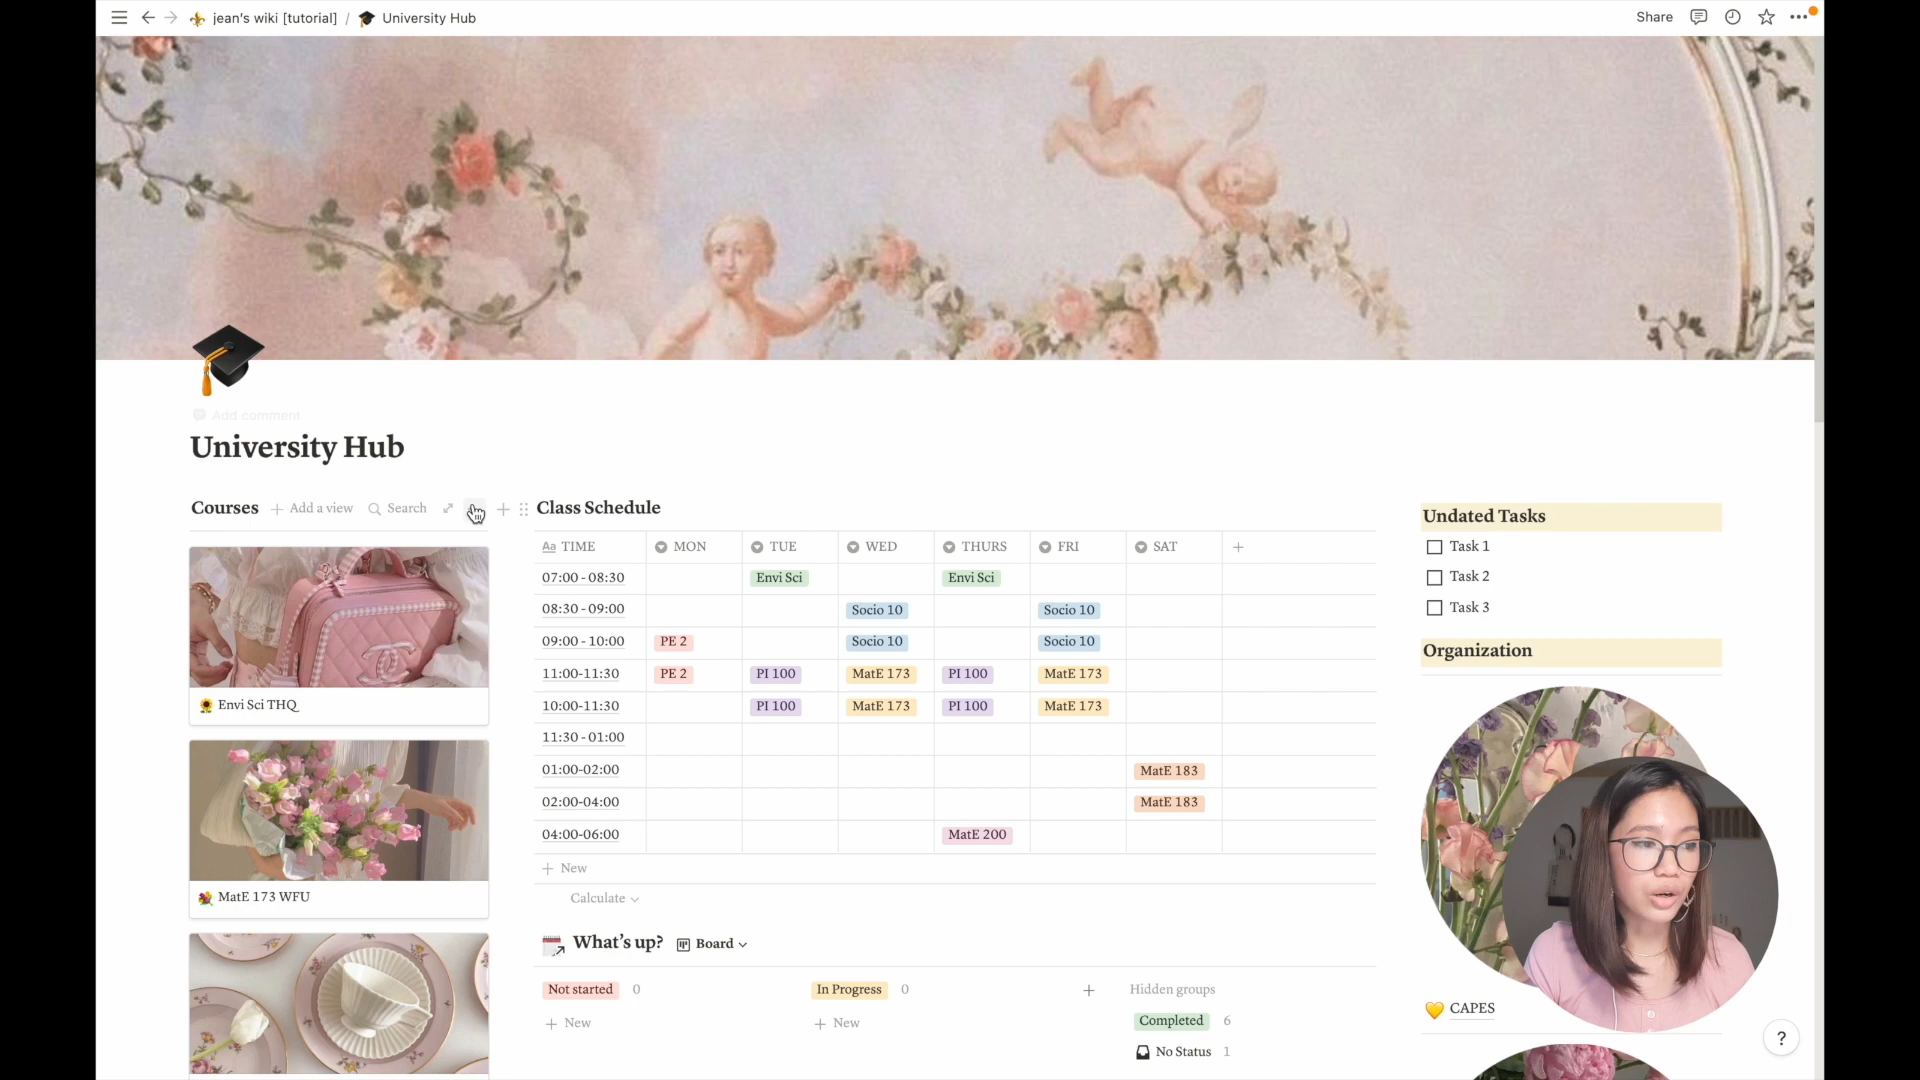 jean's wiki [tutorial] / University Hub
Share
Add comment
University Hub
Courses + Add a view Search
Envi Sci THQ
MatE 173 WFU
Class Schedule
Aa TIME MON TUE WED THURS FRI SAT +
07:00 - 08:30 Envi Sci Envi Sci
08:30 - 09:00 Socio 10 Socio 10
09:00 - 10:00 PE 2 Socio 10 Socio 10
11:00-11:30 PE 2 PI 100 MatE 173 PI 100 MatE 173
10:00-11:30 PI 100 MatE 173 PI 100 MatE 173
11:30 - 01:00
01:00-02:00 MatE 183
02:00-04:00 MatE 183
04:00-06:00 MatE 200
+ New
Calculate
What's up? Board
Not started 0 In Progress 0 + Hidden groups
+ New + New Completed 6
No Status 1
Undated Tasks
Task 1
Task 2
Task 3
Organization
CAPES
?